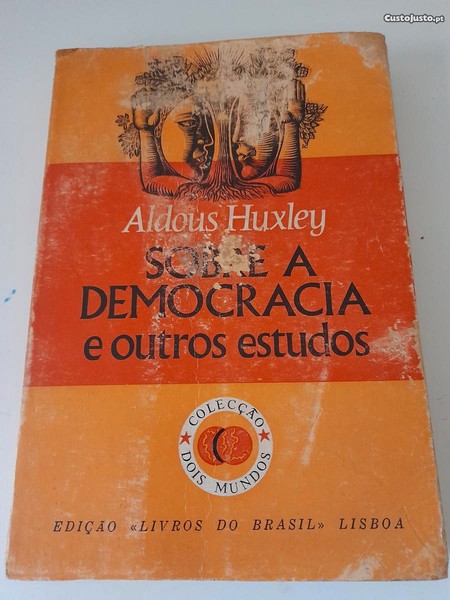 CustoJusto.pt
Aldous Huxley
SOBRE A
DEMOCRACIA
e outros estudos
COLECÇÃO
DOIS MUNDOS
EDIÇÃO «LIVROS DO BRASIL» LISBOA